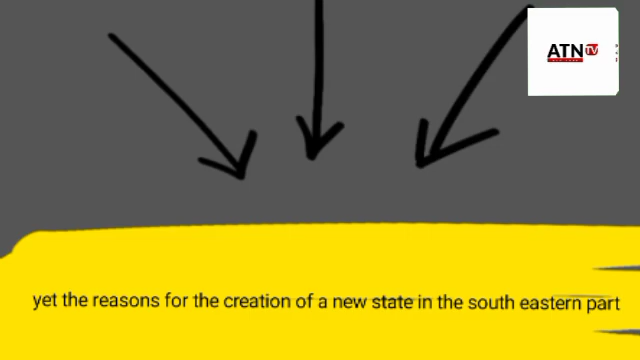 ATN TV
yet the reasons for the creation of a new state in the south eastern part